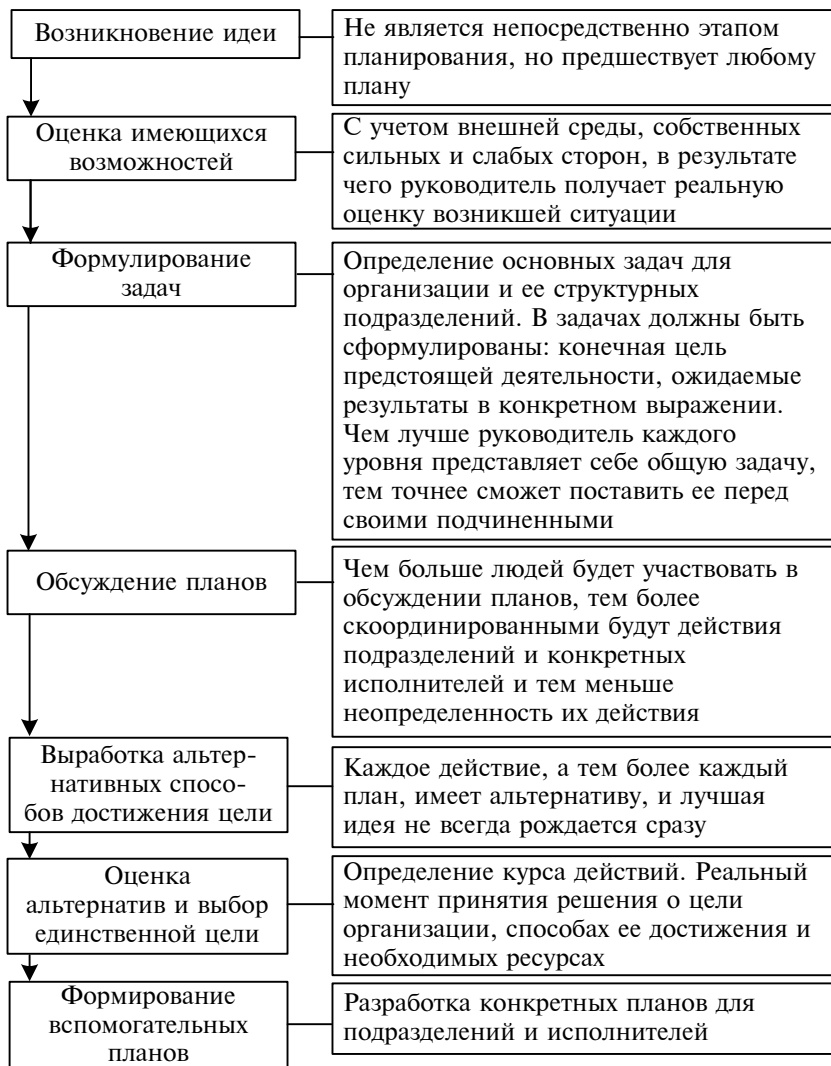 Возникновение идеи
Не является непосредственно этапом
планирования, но предшествует любому
плану
Оценка имеющихся
возможностей
С учетом внешней среды, собственных
сильных и слабых сторон, в результате
чего руководитель получает реальную
оценку возникшей ситуации
Формулирование
задач
Определение основных задач для
организации и ее структурных
подразделений. В задачах должны быть
сформулированы: конечная цель
предстоящей деятельности, ожидаемые
результаты в конкретном выражении.
Чем лучше руководитель каждого
уровня представляет себе общую задачу,
тем точнее сможет поставить ее перед
своими подчиненными
Обсуждение планов
Чем больше людей будет участвовать в
обсуждении планов, тем более
скоординированными будут действия
подразделений и конкретных
исполнителей и тем меньше
неопределенность их действия
Выработка альтер-
нативных спосо-
бов достижения цели
Каждое действие, а тем более каждый
план, имеет альтернативу, и лучшая
идея не всегда рождается сразу
Оценка
альтернатив и выбор
единственной цели
Определение курса действий. Реальный
момент принятия решения о цели
организации, способах ее достижения и
необходимых ресурсах
Формирование
вспомогательных
планов
Разработка конкретных планов для
подразделений и исполнителей